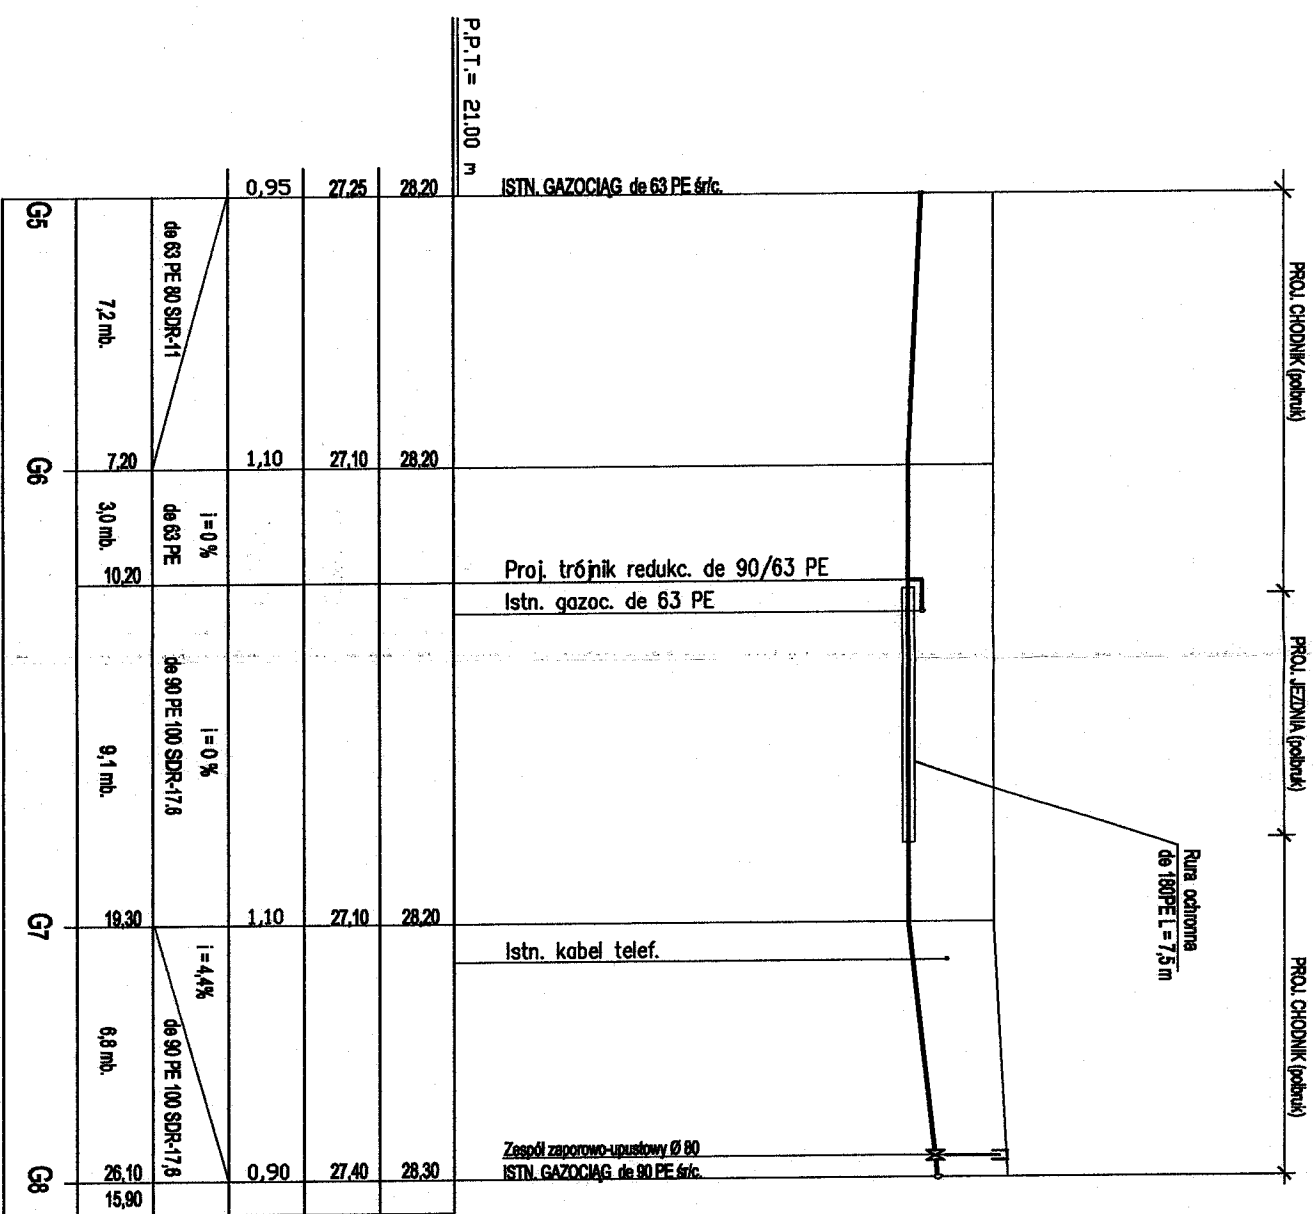 P.P.T.= 21.00 m
0,95 27,25 28,20 ISTN. GAZOCIĄG de 63 PE śr/c.
7,20 1,10 27,10 28,20
10,20 Proj. trójnik redukc. de 90/63 PE
Istn. gazoc. de 63 PE
19,30 1,10 27,10 28,20
Istn. kabel telef.
Zespół zaporowo-upustowy Ø 80
26,10 0,90 27,40 28,30 ISTN. GAZOCIĄG de 90 PE śr/c.
15,90
PROJ. CHODNIK (polbruk)
PROJ. JEZDNIA (polbruk)
PROJ. CHODNIK (polbruk)
Rura ochronna
de 180PE L = 7,5 m
i = 0 %
i = 0 %
i = 4,4%
de 63 PE 80 SDR-11
de 63 PE
de 90 PE 100 SDR-17,6
de 90 PE 100 SDR-17,6
7,2 mb.
3,0 mb.
9,1 mb.
6,8 mb.
G5
G6
G7
G8